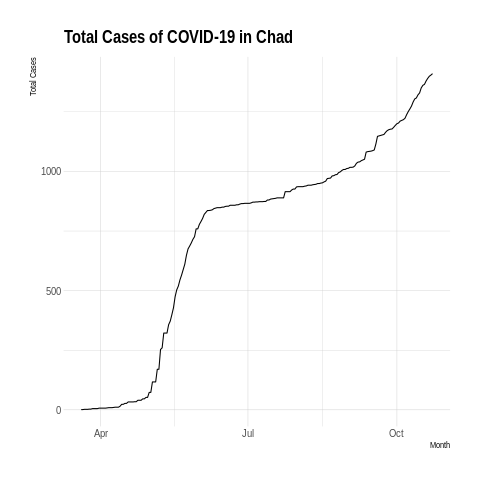 Total Cases of COVID-19 in Chad
Total Cases
1000
500
0
Apr
Jul
Oct
Month